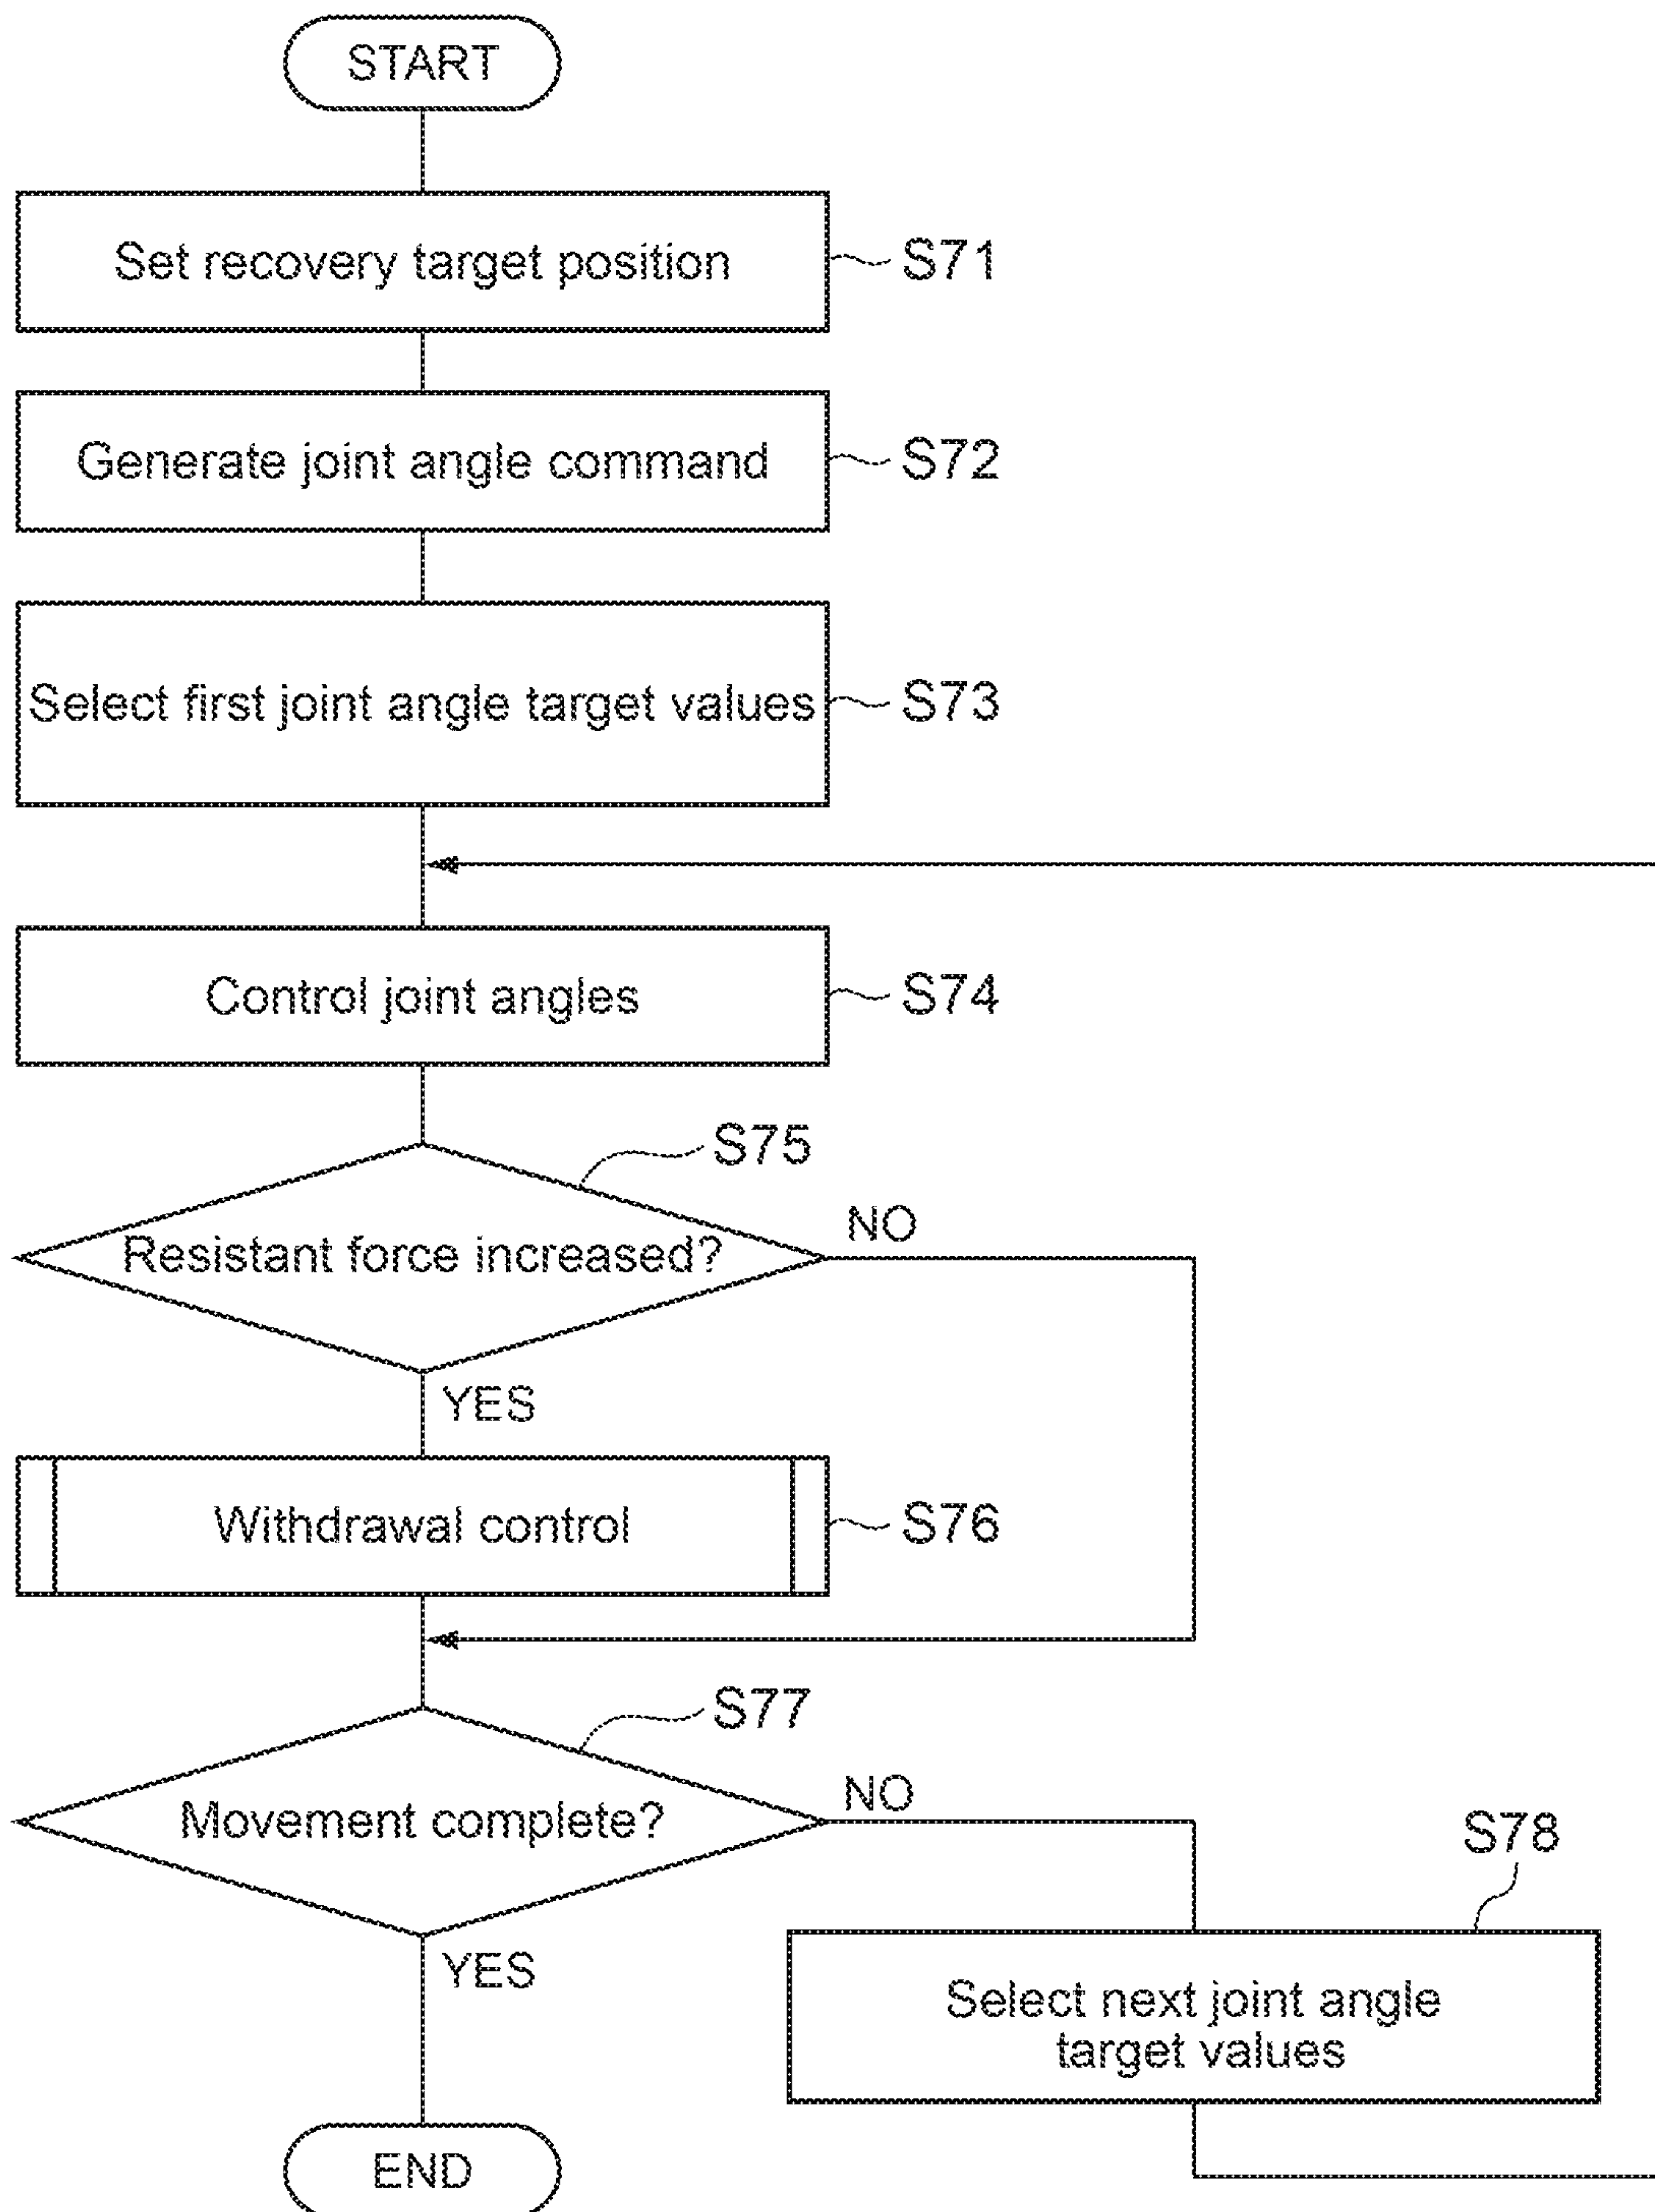 START
Set recovery target position
S71
Generate joint angle command
S72
Select first joint angle target values
S73
Control joint angles
S74
S75
Resistant force increased?
NO
YES
Withdrawal control
S76
S77
Movement complete?
NO
YES
S78
Select next joint angle
target values
END